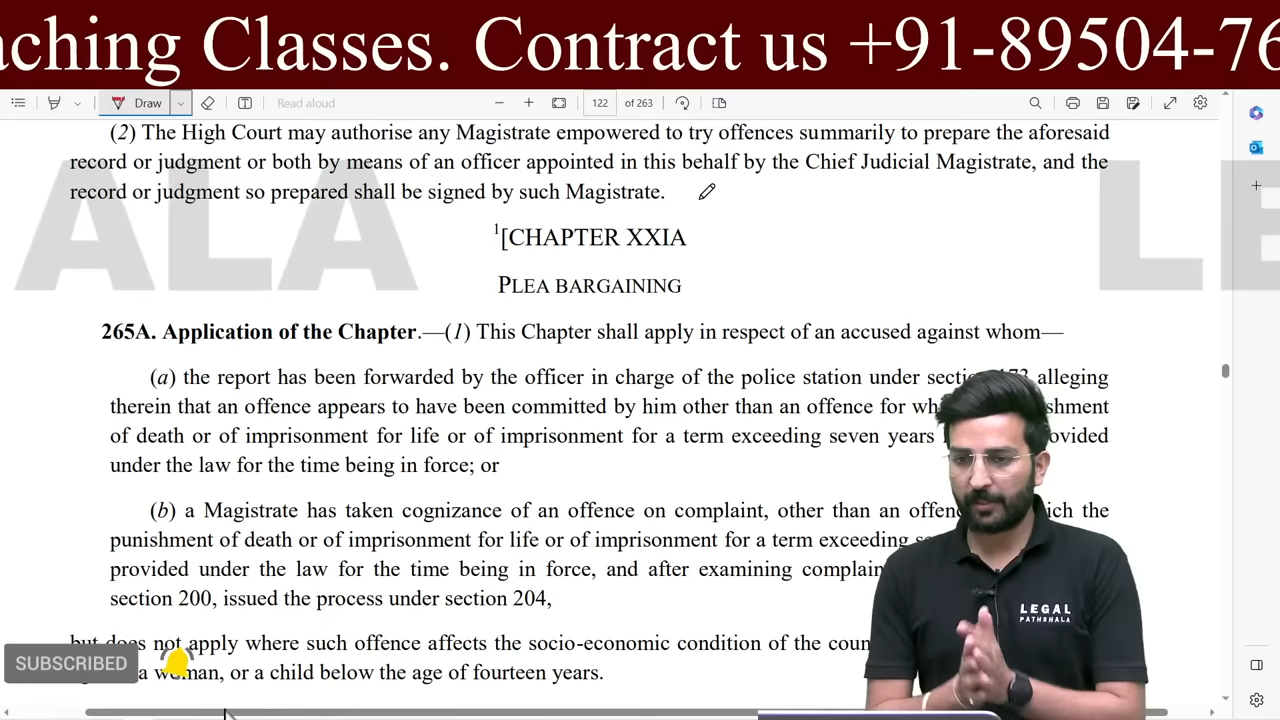 aching Classes. Contract us +91-89504-76
Draw
Read aloud
122 of 263
(2) The High Court may authorise any Magistrate empowered to try offences summarily to prepare the aforesaid
record or judgment or both by means of an officer appointed in this behalf by the Chief Judicial Magistrate, and the
record or judgment so prepared shall be signed by such Magistrate.
ALA LE
1[CHAPTER XXIA
PLEA BARGAINING
265A. Application of the Chapter.—(1) This Chapter shall apply in respect of an accused against whom—
(a) the report has been forwarded by the officer in charge of the police station under section 173 alleging
therein that an offence appears to have been committed by him other than an offence for
of death or of imprisonment for life or of imprisonment for a term exceeding seven years
under the law for the time being in force; or
(b) a Magistrate has taken cognizance of an offence on complaint, other than an the
punishment of death or of imprisonment for life or of imprisonment for a term exceeding
provided under the law for the time being in force, and after examining
section 200, issued the process under section 204,
but does not apply where such offence affects the socio-economic condition of the
a woman, or a child below the age of fourteen years.
SUBSCRIBED
LEGAL
PATHSHALA